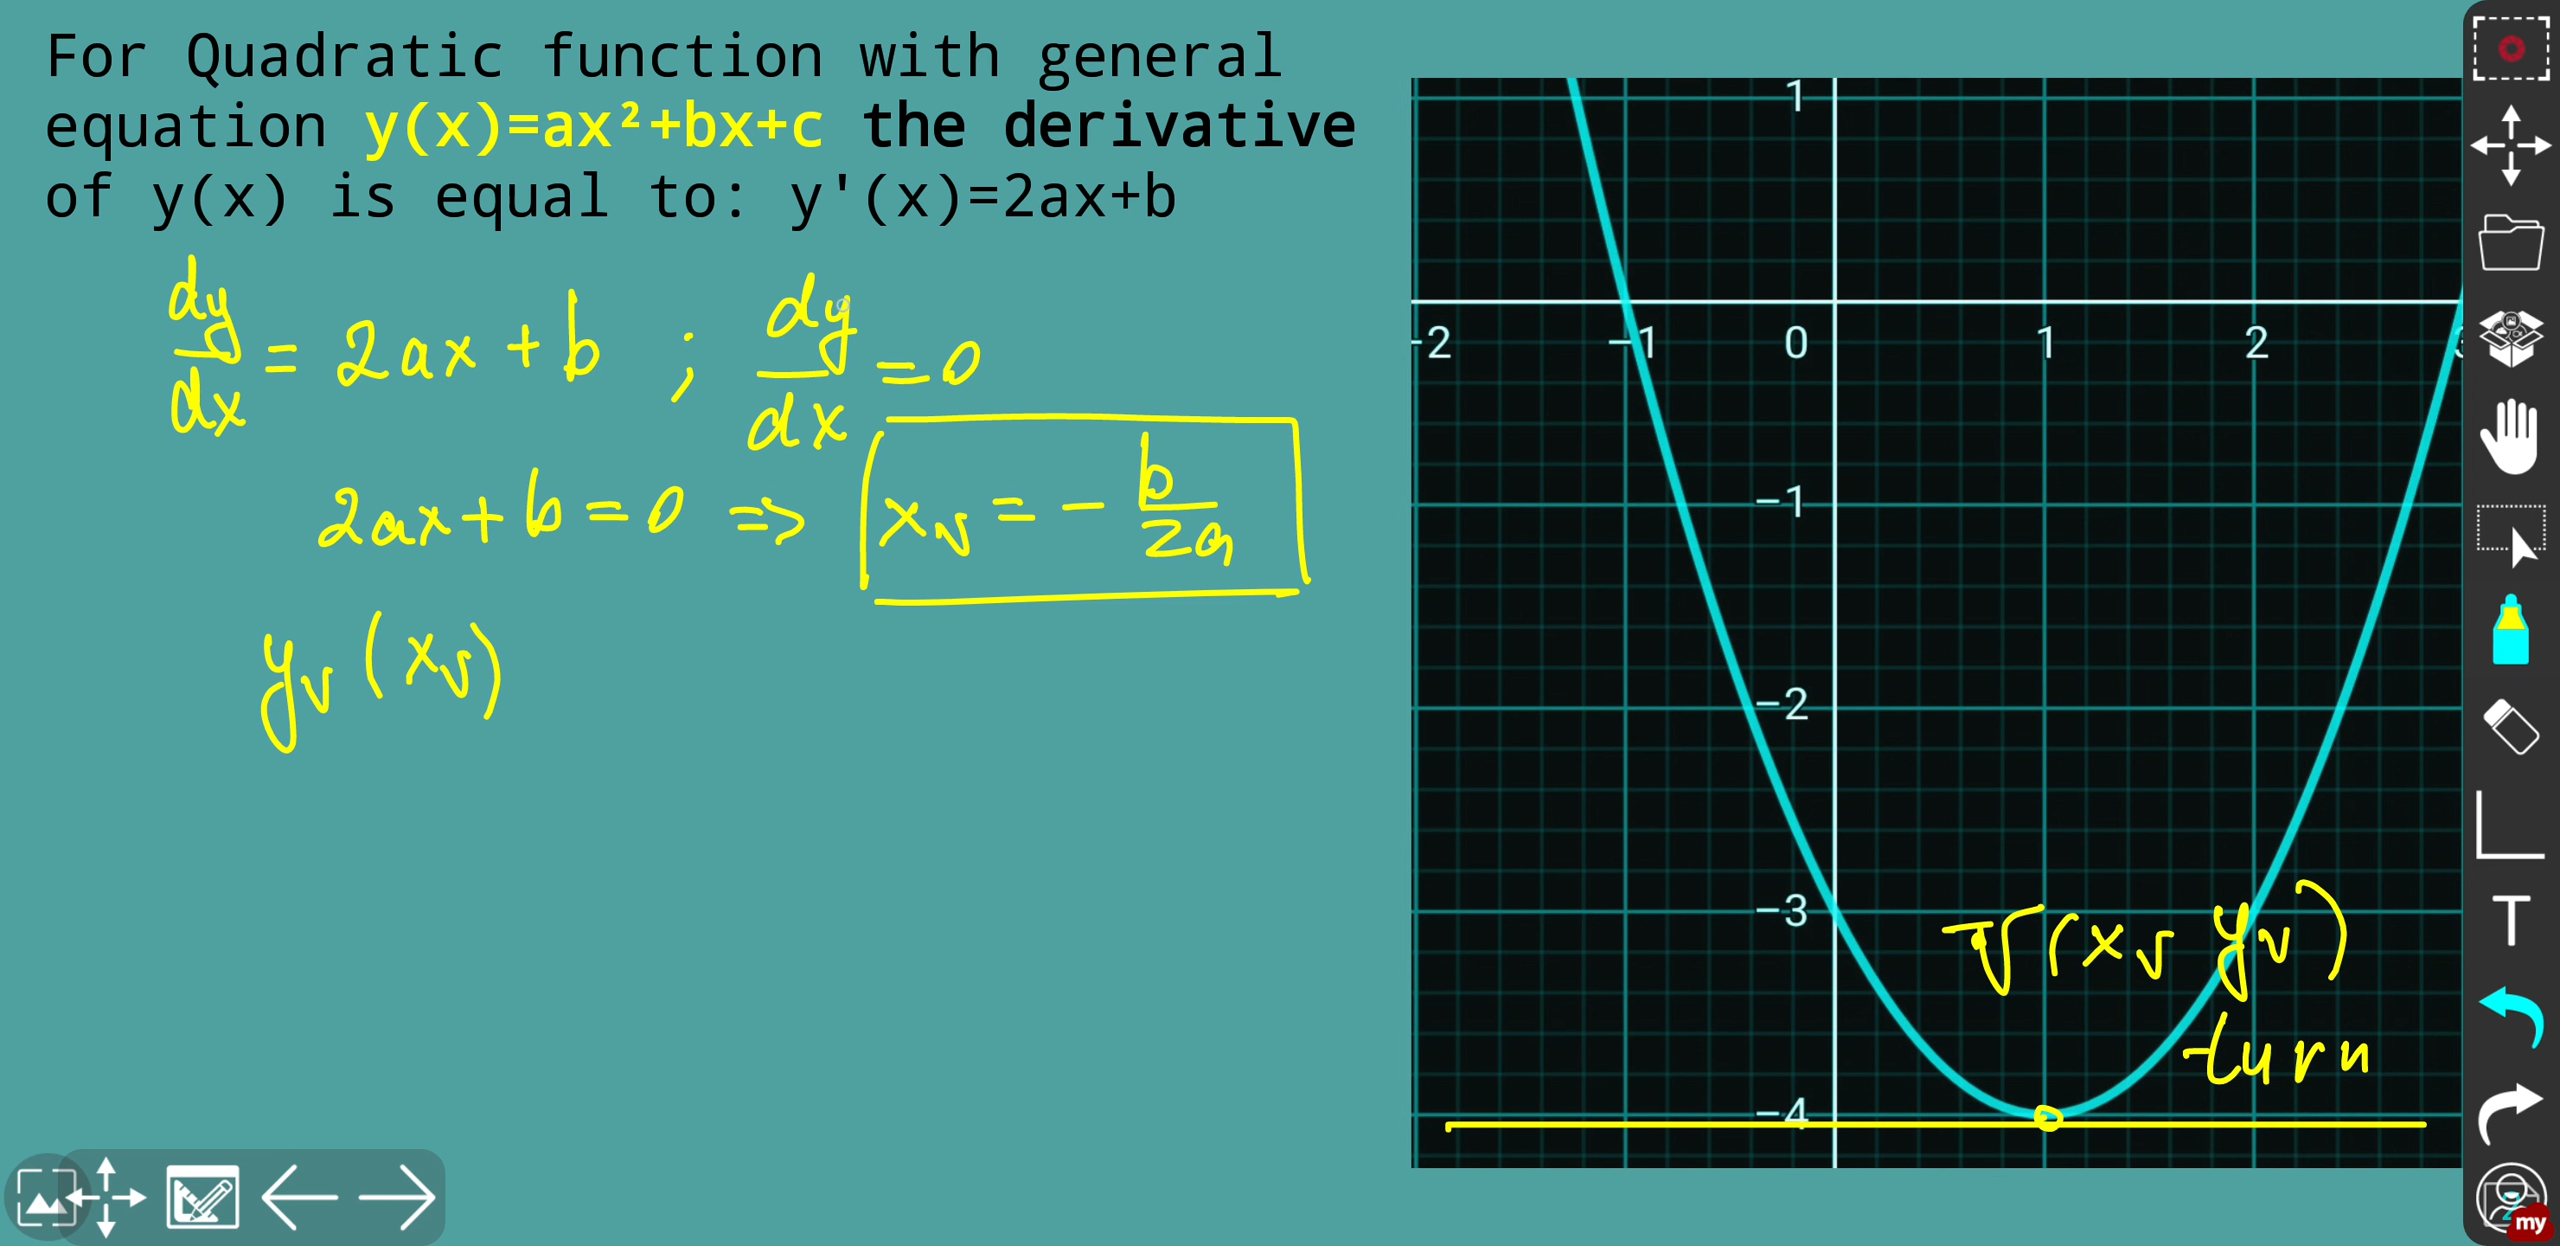 For Quadratic function with general
equation y(x)=ax²+bx+c the derivative
of y(x) is equal to: y'(x)=2ax+b
dy/dx = 2ax + b ; dy/dx = 0
2ax + b = 0 => xv = - b/2a
yv (xv)
1
-2 -1 0 1 2 3
-1
-2
-3
V(xv yv)
turn
-4
T
my